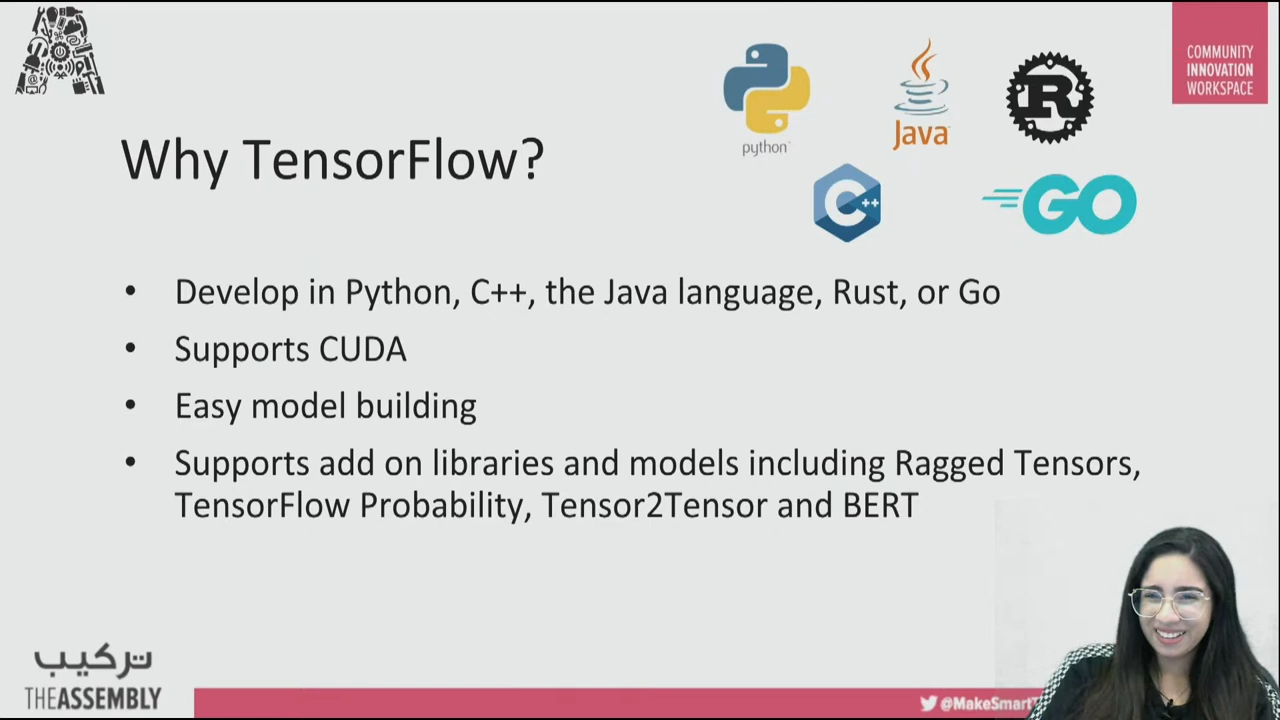 COMMUNITY
INNOVATION
WORKSPACE
python
Java
R
C++
GO
Why TensorFlow?
• Develop in Python, C++, the Java language, Rust, or Go
• Supports CUDA
• Easy model building
• Supports add on libraries and models including Ragged Tensors,
TensorFlow Probability, Tensor2Tensor and BERT
تركيب
THEASSEMBLY
@MakeSmartT